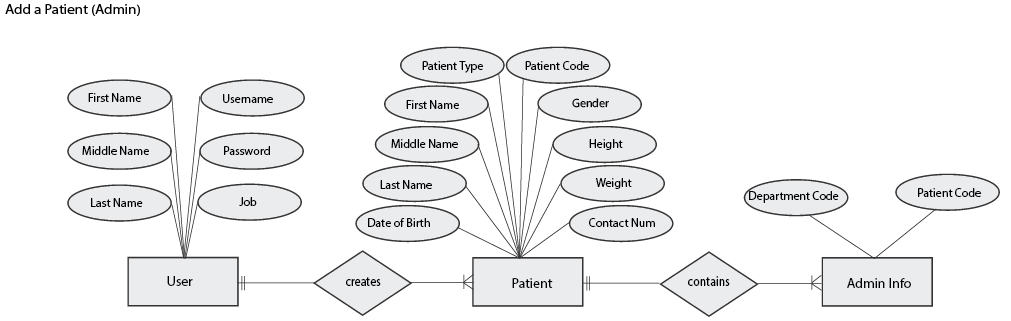 Add a Patient (Admin)
Patient Type
Patient Code
First Name
Username
First Name
Gender
Middle Name
Password
Middle Name
Height
Last Name
Job
Last Name
Weight
Department Code
Patient Code
Date of Birth
Contact Num
User
creates
Patient
contains
Admin Info